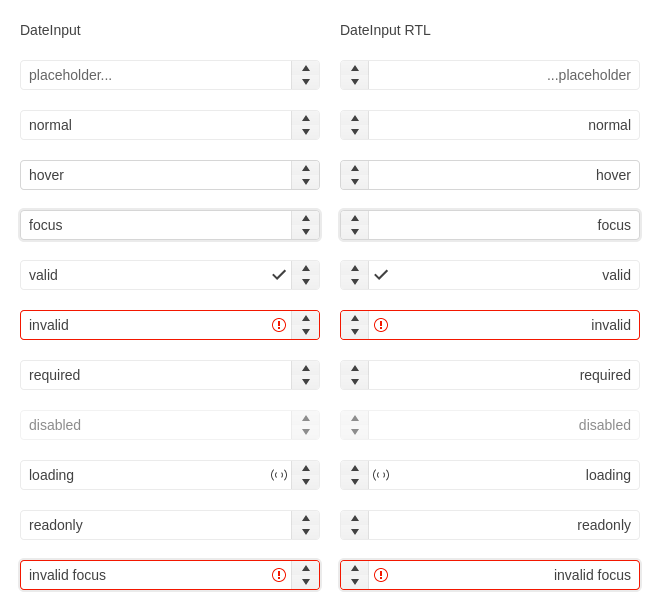 DateInput
DateInput RTL
placeholder...
...placeholder
normal
normal
hover
hover
focus
focus
valid
valid
invalid
invalid
required
required
disabled
disabled
loading
loading
readonly
readonly
invalid focus
invalid focus